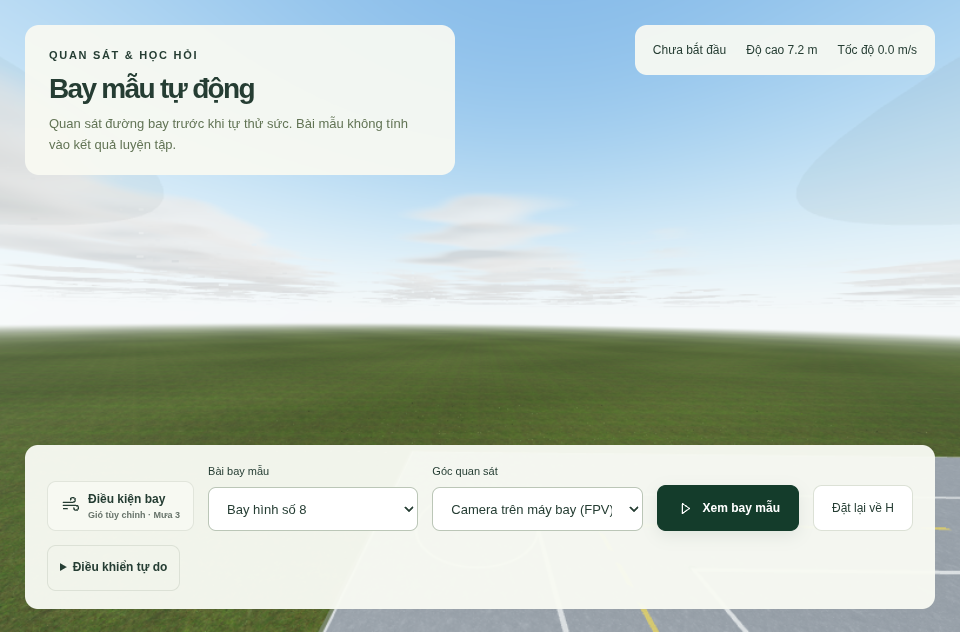 QUAN SÁT & HỌC HỎI
Bay mẫu tự động
Quan sát đường bay trước khi tự thử sức. Bài mẫu không tính
vào kết quả luyện tập.
Chưa bắt đầu Độ cao 7.2 m Tốc độ 0.0 m/s
Điều kiện bay
Gió tùy chỉnh · Mưa 3
Bài bay mẫu
Bay hình số 8
Góc quan sát
Camera trên máy bay (FPV)
Xem bay mẫu
Đặt lại về H
Điều khiển tự do